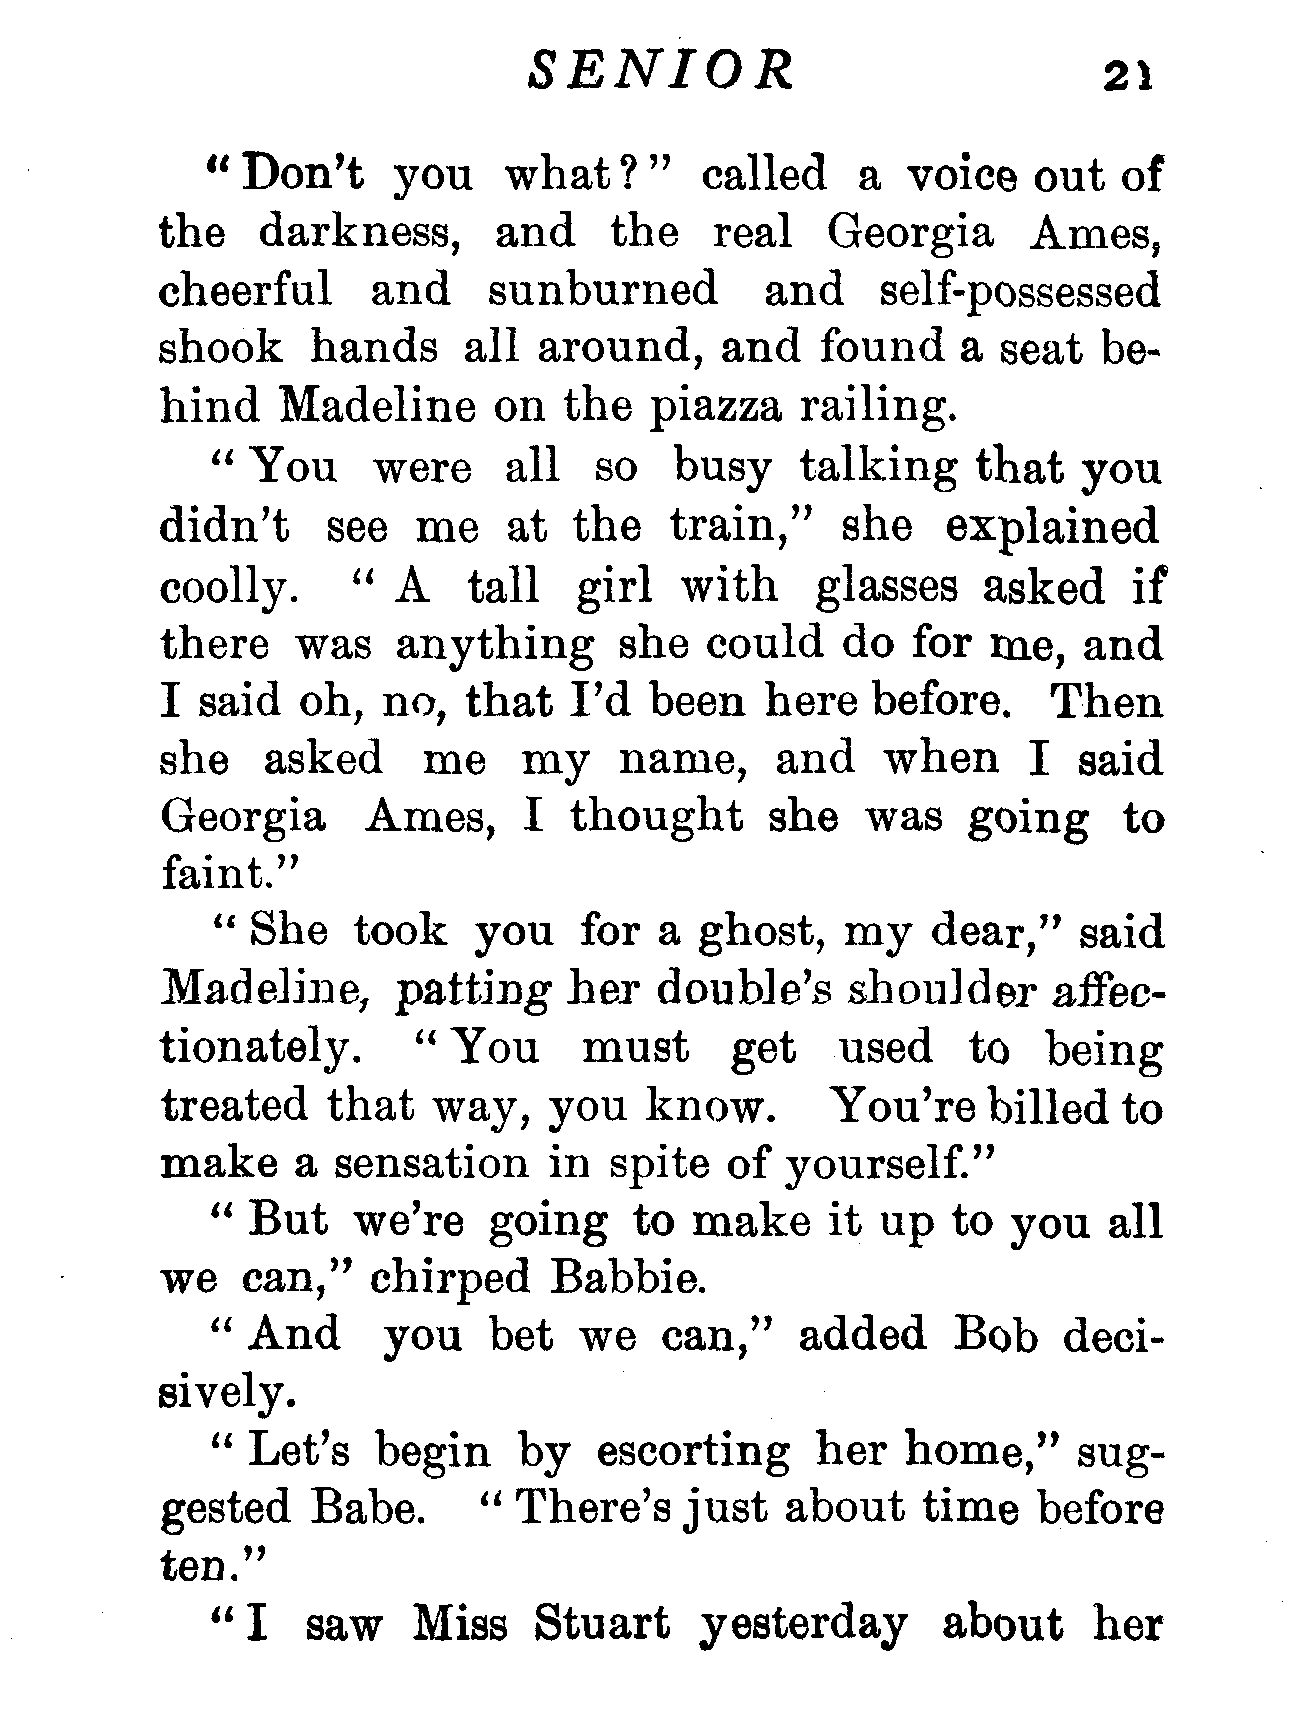 SENIOR 21
“ Don’t you what ? ” called a voice out of
the darkness, and the real Georgia Ames,
cheerful and sunburned and self-possessed
shook hands all around, and found a seat be-
hind Madeline on the piazza railing.
“ You were all so busy talking that you
didn’t see me at the train,” she explained
coolly. “ A tall girl with glasses asked if
there was anything she could do for me, and
I said oh, no, that I’d been here before. Then
she asked me my name, and when I said
Georgia Ames, I thought she was going to
faint.”
“ She took you for a ghost, my dear,” said
Madeline, patting her double’s shoulder affec-
tionately. “ You must get used to being
treated that way, you know. You’re billed to
make a sensation in spite of yourself.”
“ But we’re going to make it up to you all
we can,” chirped Babbie.
“ And you bet we can,” added Bob deci-
sively.
“ Let’s begin by escorting her home,” sug-
gested Babe. “ There’s just about time before
ten.”
“ I saw Miss Stuart yesterday about her